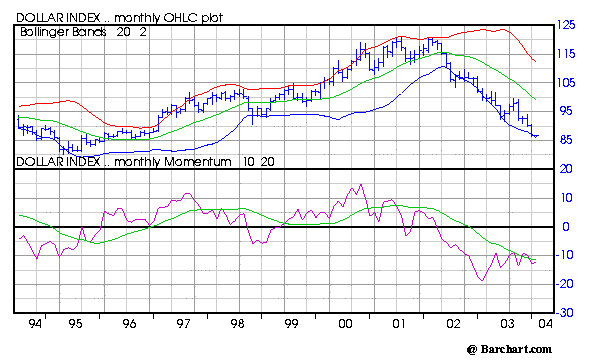 DOLLAR INDEX .. monthly OHLC plot
Bollinger Bands 20 2
125
115
105
95
85
DOLLAR INDEX .. monthly Momentum 10 20
20
10
0
-10
-20
-30
94 95 96 97 98 99 00 01 02 03 04
@ Barchart.com